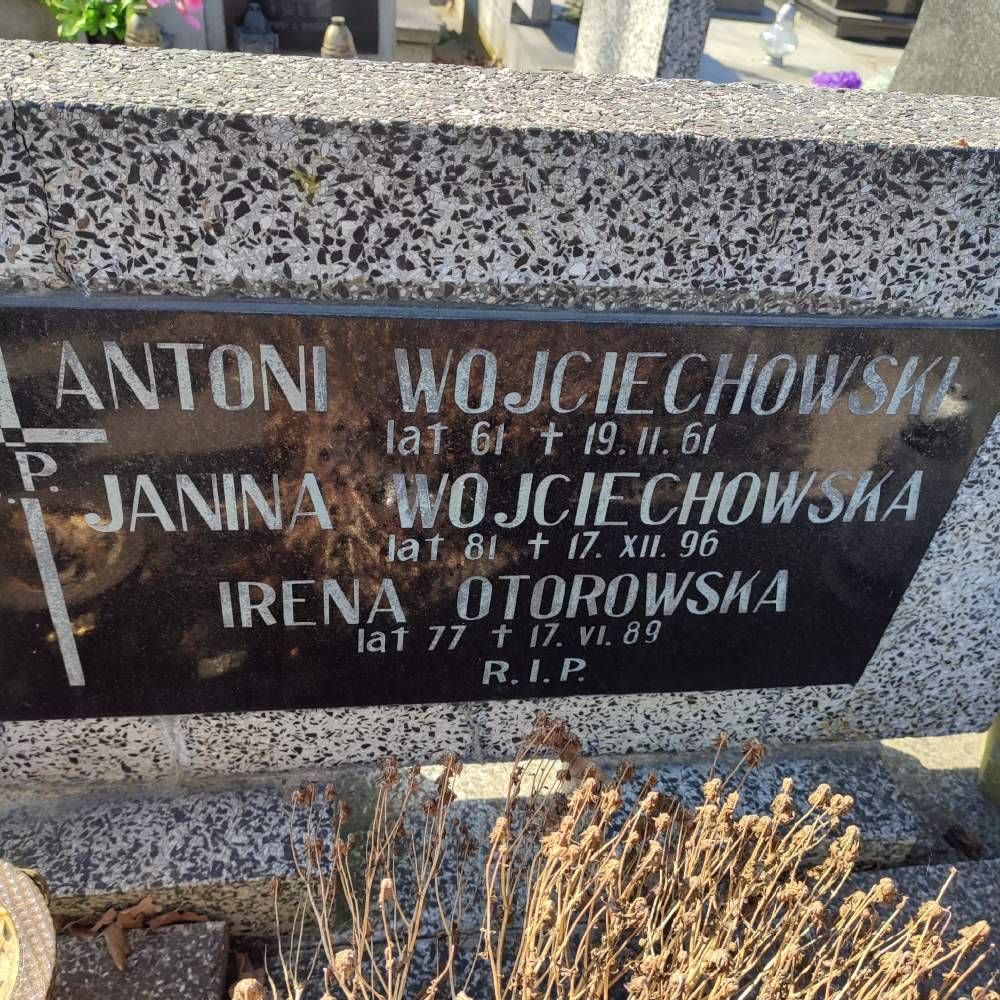 P.
ANTONI WOJCIECHOWSKI
lat 61 † 19. II. 61
JANINA WOJCIECHOWSKA
lat 81 † 17. XII. 96
IRENA OTOROWSKA
lat 77 † 17. VI. 89
R. I. P.